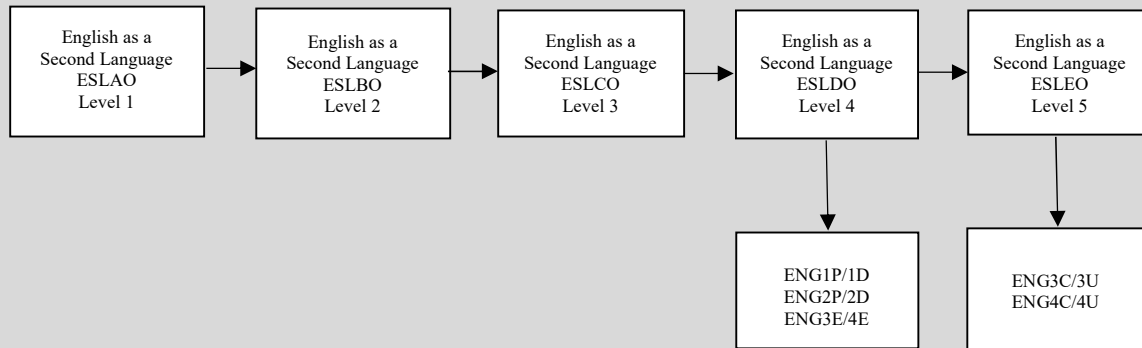 English as a
Second Language
ESLAO
Level 1
English as a
Second Language
ESLBO
Level 2
English as a
Second Language
ESLCO
Level 3
English as a
Second Language
ESLDO
Level 4
English as a
Second Language
ESLEO
Level 5
ENG1P/1D
ENG2P/2D
ENG3E/4E
ENG3C/3U
ENG4C/4U